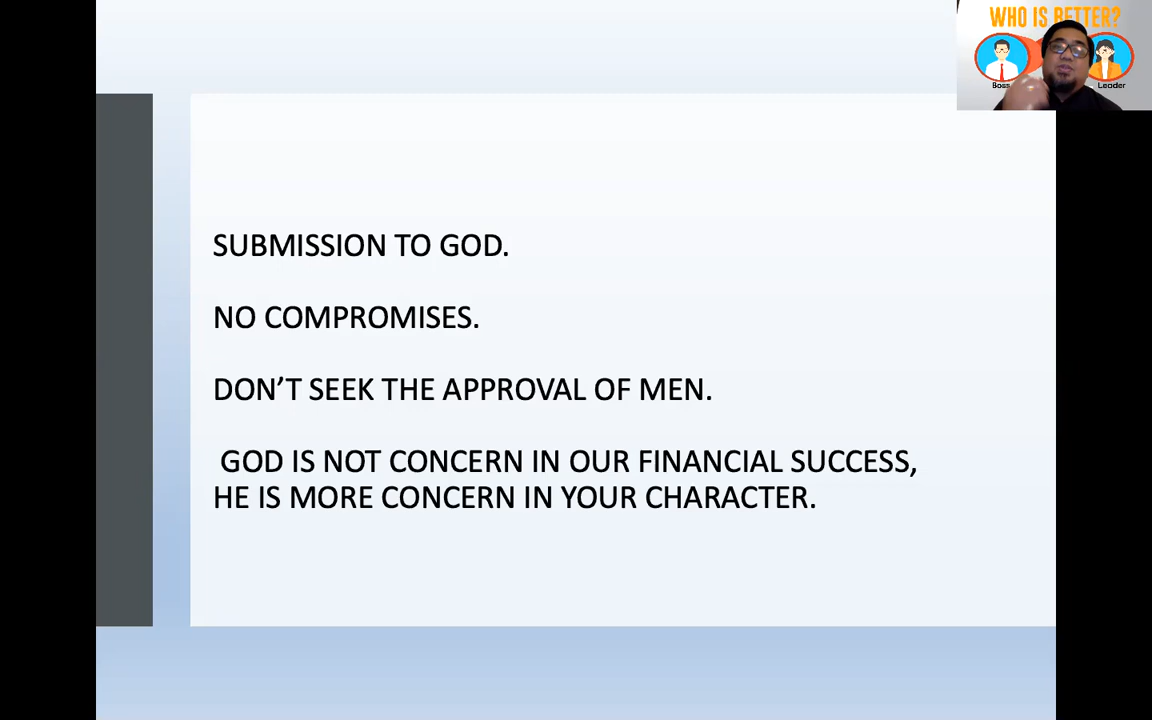 WHO IS BETTER?
Boss
Leader
SUBMISSION TO GOD.
NO COMPROMISES.
DON’T SEEK THE APPROVAL OF MEN.
GOD IS NOT CONCERN IN OUR FINANCIAL SUCCESS,
HE IS MORE CONCERN IN YOUR CHARACTER.